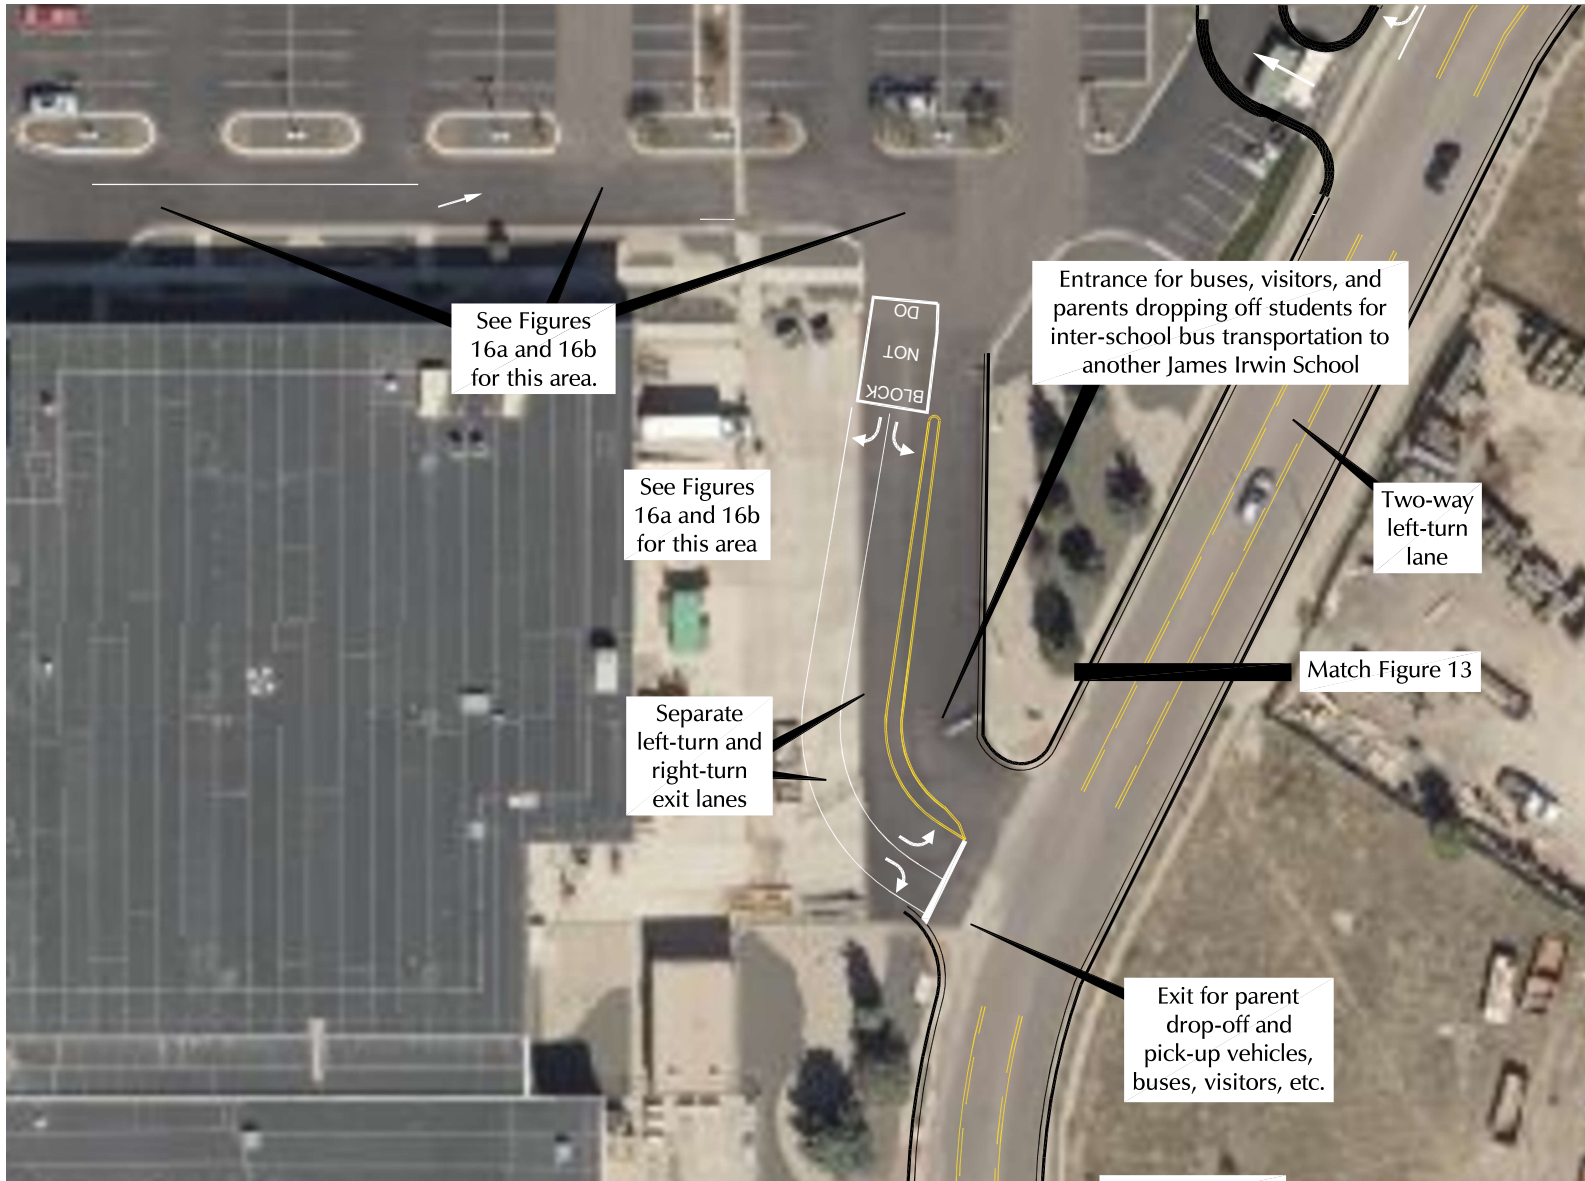 See Figures
16a and 16b
for this area.
DO
NOT
BLOCK
Entrance for buses, visitors, and
parents dropping off students for
inter-school bus transportation to
another James Irwin School
See Figures
16a and 16b
for this area
Two-way
left-turn
lane
Match Figure 13
Separate
left-turn and
right-turn
exit lanes
Exit for parent
drop-off and
pick-up vehicles,
buses, visitors, etc.